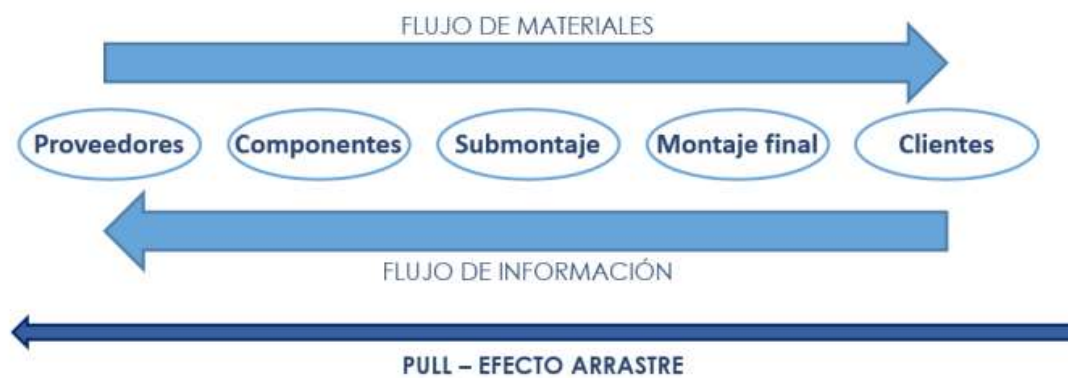 FLUJO DE MATERIALES
Proveedores Componentes Submontaje Montaje final Clientes
FLUJO DE INFORMACIÓN
PULL – EFECTO ARRASTRE